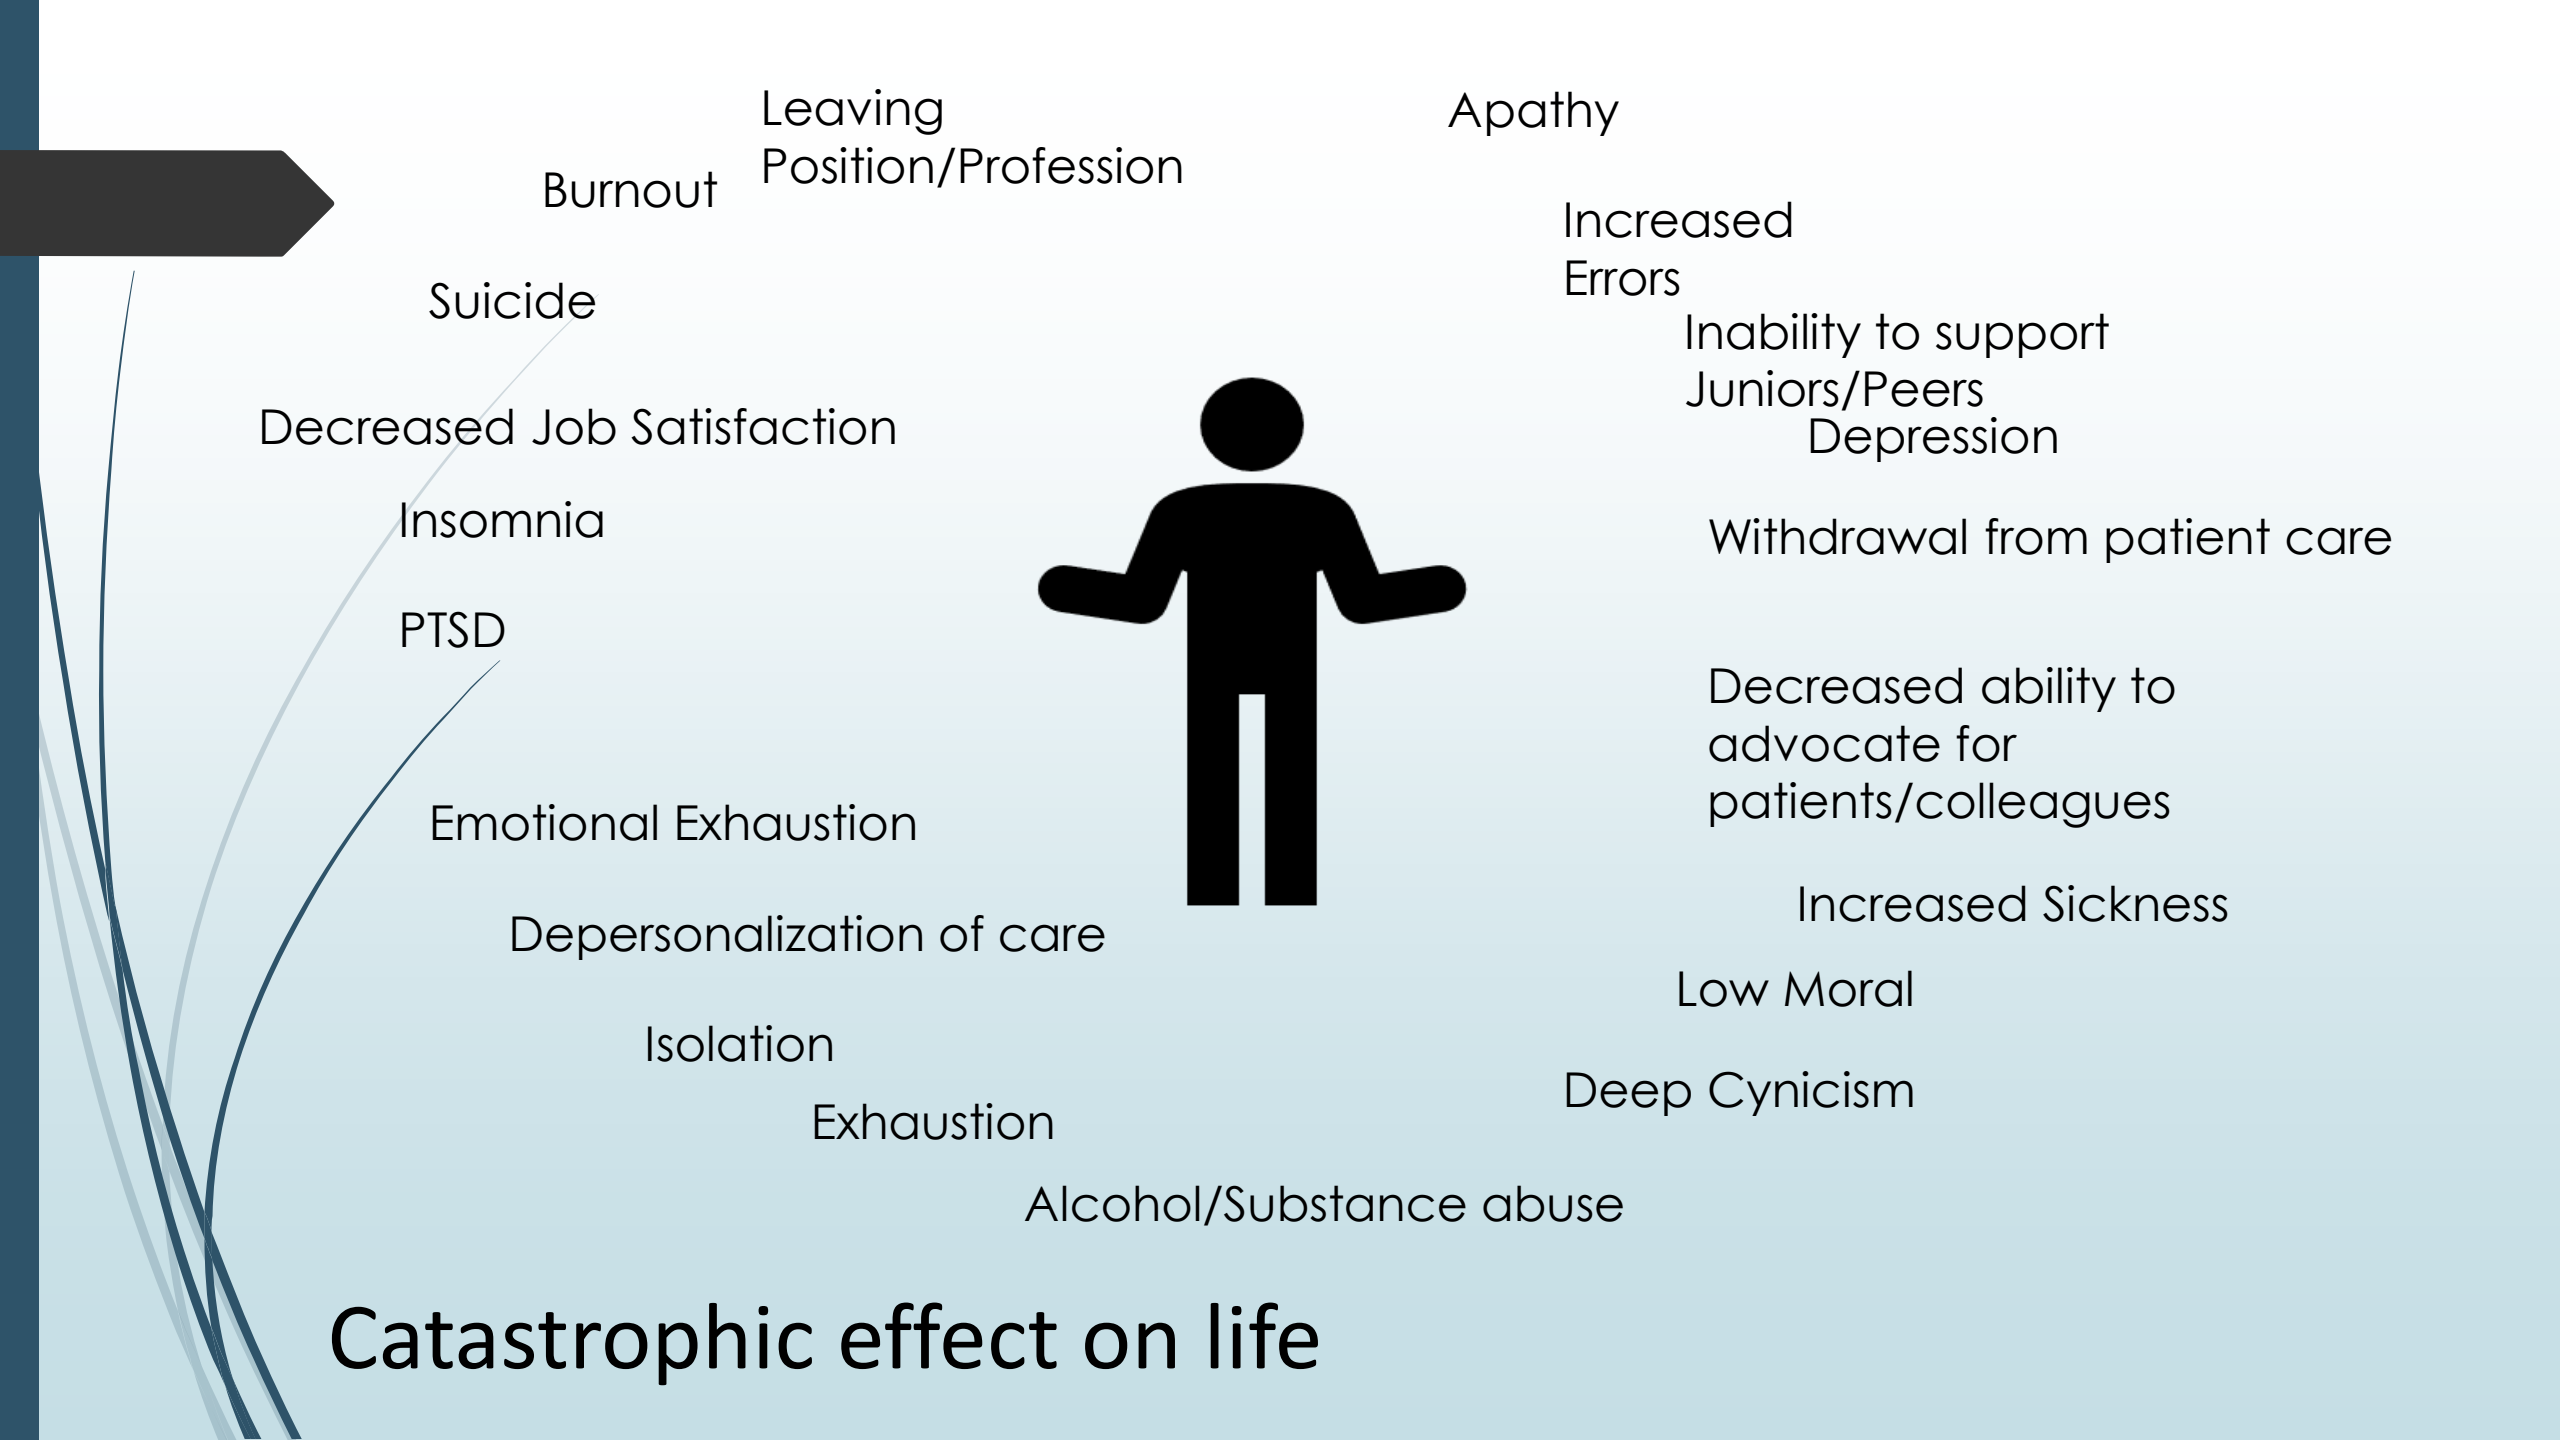 Leaving
Position/Profession
Apathy
Burnout
Increased
Errors
Suicide
Inability to support
Juniors/Peers
Decreased Job Satisfaction
Depression
Insomnia
Withdrawal from patient care
PTSD
Decreased ability to
advocate for
patients/colleagues
Emotional Exhaustion
Increased Sickness
Depersonalization of care
Low Moral
Isolation
Deep Cynicism
Exhaustion
Alcohol/Substance abuse
Catastrophic effect on life